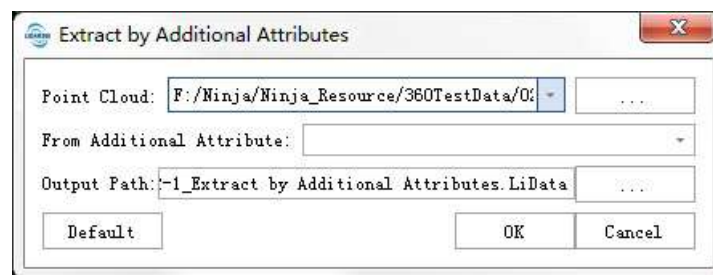 Extract by Additional Attributes
Point Cloud: F:/Ninja/Ninja_Resource/360TestData/02 ...
From Additional Attribute:
Output Path: -1_Extract by Additional Attributes.LiData ...
Default OK Cancel